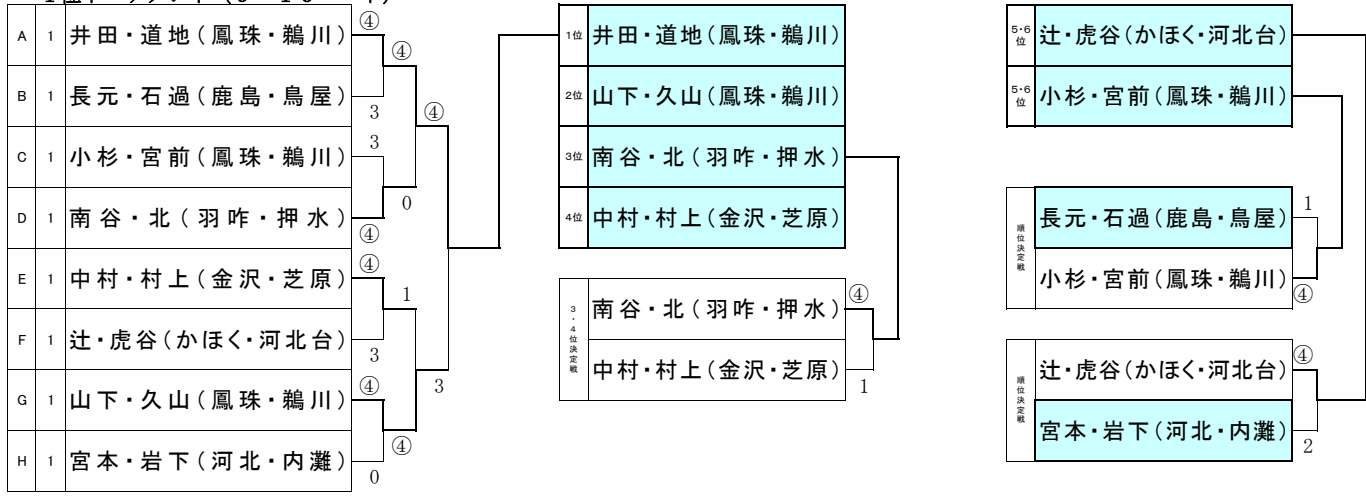 A 1 井田・道地(鳳珠・鵜川) ④
④
B 1 長元・石過(鹿島・鳥屋) 3
④
C 1 小杉・宮前(鳳珠・鵜川) 3
0
D 1 南谷・北(羽咋・押水) ④
E 1 中村・村上(金沢・芝原) ④
1
F 1 辻・虎谷(かほく・河北台) 3
3
G 1 山下・久山(鳳珠・鵜川) ④
④
H 1 宮本・岩下(河北・内灘) 0
1位 井田・道地(鳳珠・鵜川)
2位 山下・久山(鳳珠・鵜川)
3位 南谷・北(羽咋・押水)
4位 中村・村上(金沢・芝原)
3・4位決定戦
南谷・北(羽咋・押水) ④
中村・村上(金沢・芝原) 1
5・6位 辻・虎谷(かほく・河北台)
5・6位 小杉・宮前(鳳珠・鵜川)
順位決定戦
長元・石過(鹿島・鳥屋) 1
小杉・宮前(鳳珠・鵜川) ④
順位決定戦
辻・虎谷(かほく・河北台) ④
宮本・岩下(河北・内灘) 2